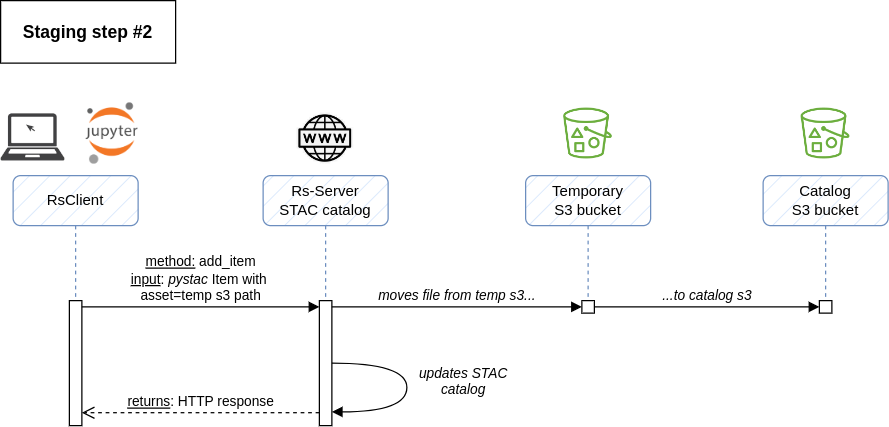 Staging step #2
jupyter
WWW
RsClient
Rs-Server
STAC catalog
Temporary
S3 bucket
Catalog
S3 bucket
method: add_item
input: pystac Item with
asset=temp s3 path
moves file from temp s3...
...to catalog s3
updates STAC
catalog
returns: HTTP response